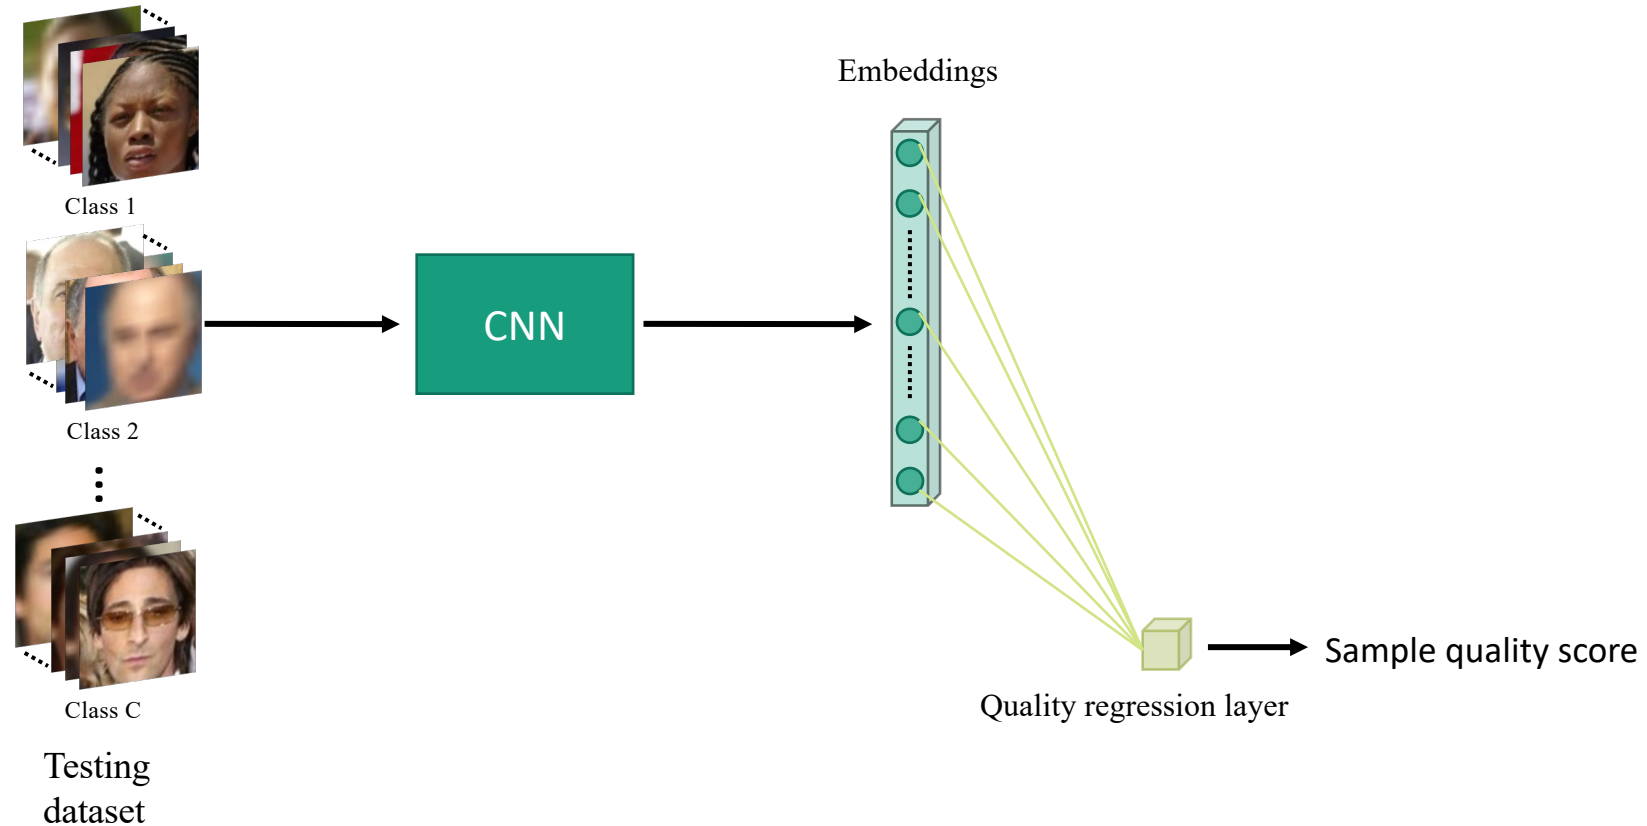 Embeddings
Class 1
CNN
Class 2
Class C
Sample quality score
Quality regression layer
Testing
dataset